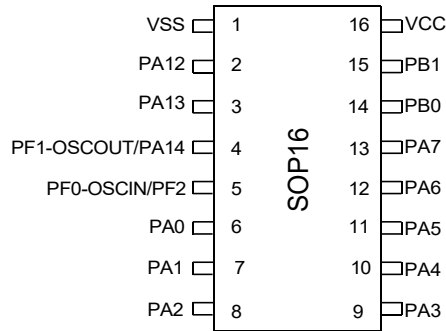 VSS 1 16 VCC
PA12 2 15 PB1
PA13 3 14 PB0
PF1-OSCOUT/PA14 4 13 PA7
PF0-OSCIN/PF2 5 12 PA6
PA0 6 11 PA5
PA1 7 10 PA4
PA2 8 9 PA3
SOP16